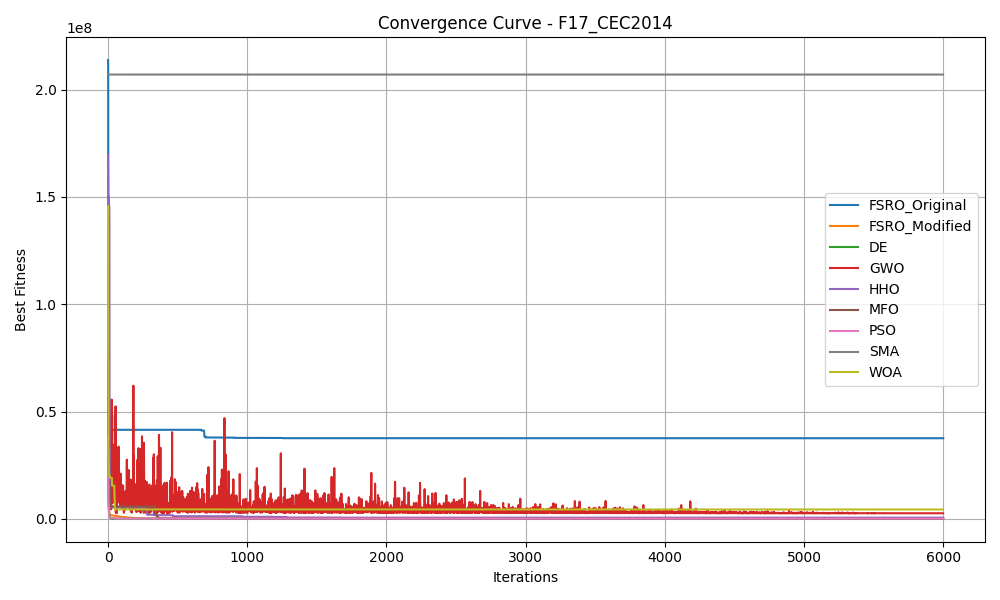 Convergence Curve - F17_CEC2014
1e8
Best Fitness
2.0
1.5
1.0
0.5
0.0
FSRO_Original
FSRO_Modified
DE
GWO
HHO
MFO
PSO
SMA
WOA
0 1000 2000 3000 4000 5000 6000
Iterations